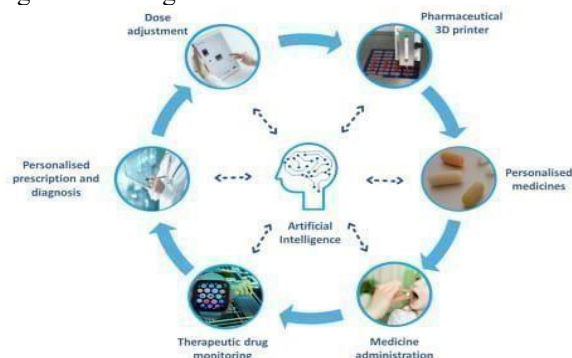 Dose
adjustment
Pharmaceutical
3D printer
Personalised
prescription and
diagnosis
Personalised
medicines
Artificial
Intelligence
Therapeutic drug
monitoring
Medicine
administration